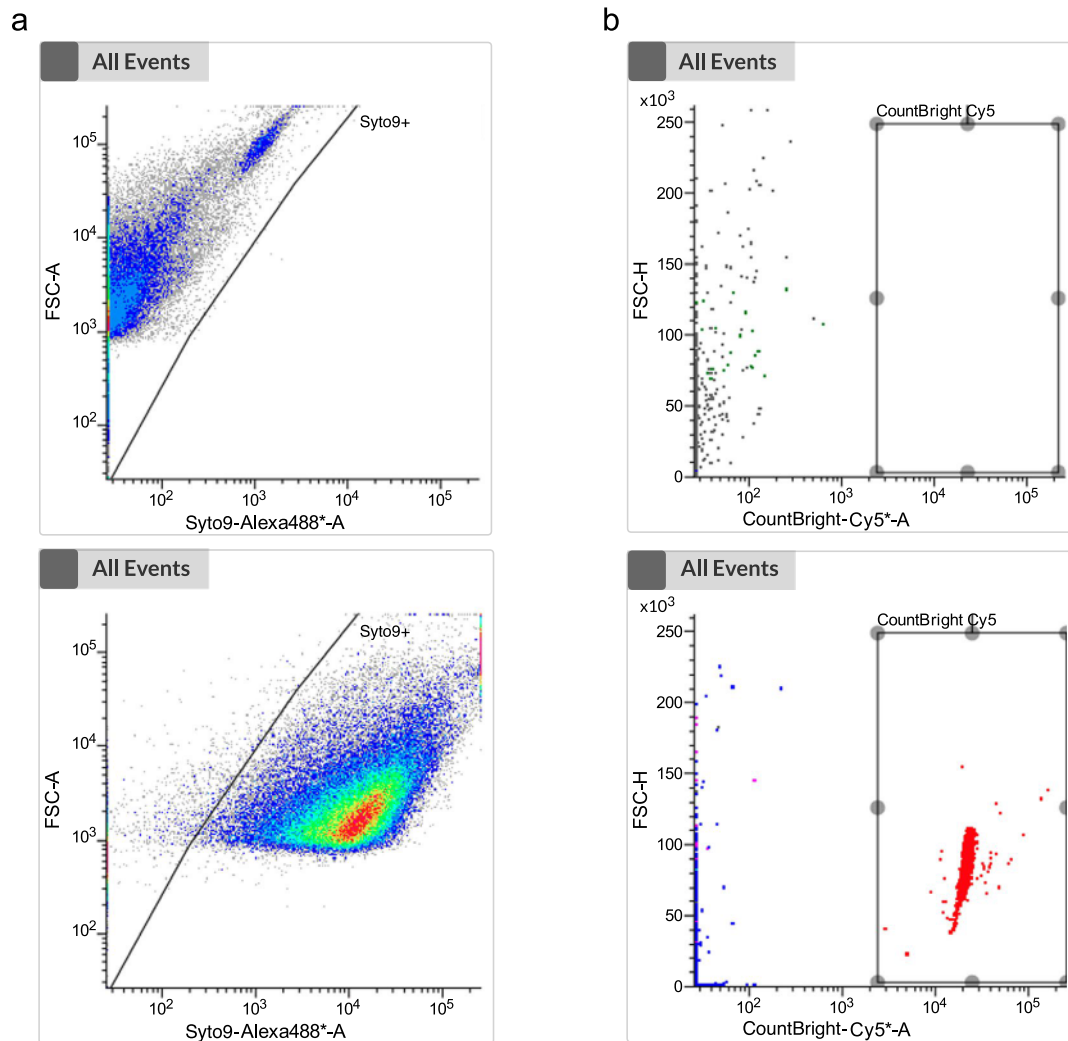 a
All Events
Syto9+
10⁵
10⁴
10³
10²
FSC-A
10² 10³ 10⁴ 10⁵
Syto9-Alexa488*-A
All Events
Syto9+
10⁵
10⁴
10³
10²
FSC-A
10² 10³ 10⁴ 10⁵
Syto9-Alexa488*-A
b
All Events
x10³
CountBright Cy5
250
200
150
100
50
0
FSC-H
10² 10³ 10⁴ 10⁵
CountBright-Cy5*-A
All Events
x10³
CountBright Cy5
250
200
150
100
50
0
FSC-H
10² 10³ 10⁴ 10⁵
CountBright-Cy5*-A